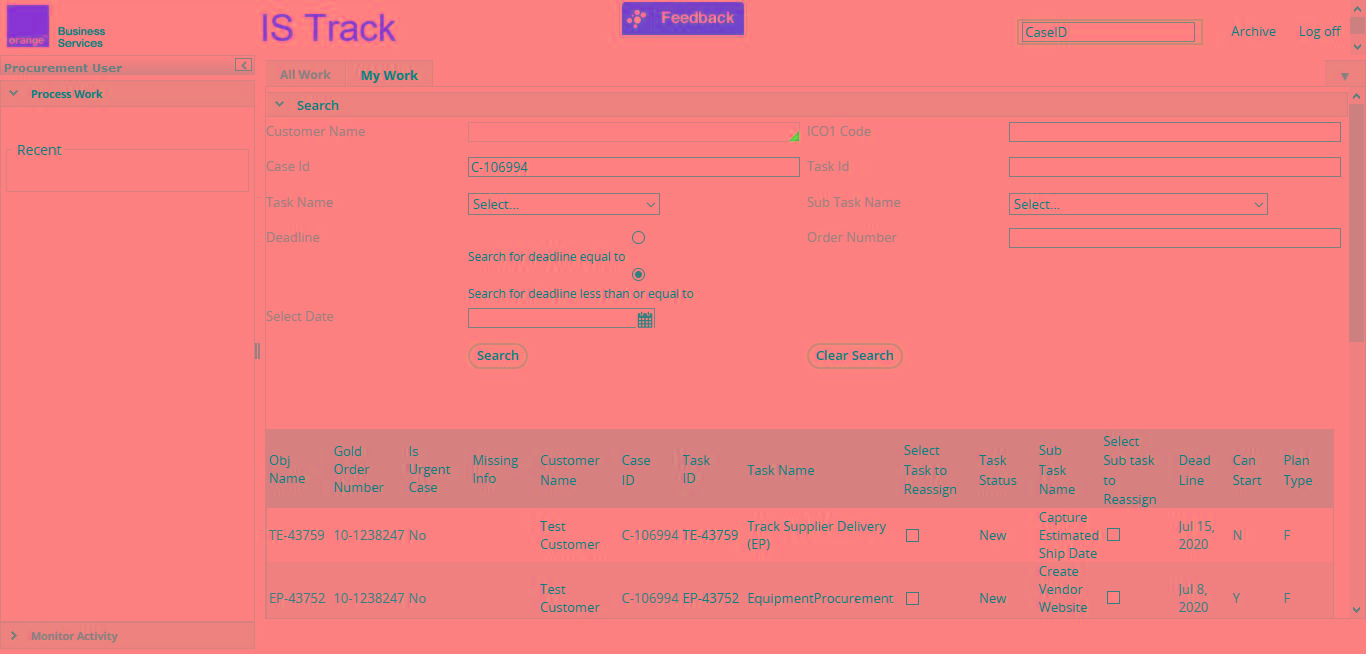 orange™
Business
Services
IS Track
Feedback
CaseID
Archive
Log off
Procurement User
Process Work
Recent
Monitor Activity
All Work
My Work
Search
Customer Name
ICO1 Code
Case Id
C-106994
Task Id
Task Name
Select...
Sub Task Name
Select...
Deadline
Search for deadline equal to
Search for deadline less than or equal to
Order Number
Select Date
Search
Clear Search
Obj Name
Gold Order Number
Is Urgent Case
Missing Info
Customer Name
Case ID
Task ID
Task Name
Select Task to Reassign
Task Status
Sub Task Name
Select Sub task to Reassign
Dead Line
Can Start
Plan Type
TE-43759
10-1238247
No
Test Customer
C-106994
TE-43759
Track Supplier Delivery (EP)
New
Capture Estimated Ship Date
Jul 15, 2020
N
F
EP-43752
10-1238247
No
Test Customer
C-106994
EP-43752
EquipmentProcurement
New
Create Vendor Website
Jul 8, 2020
Y
F